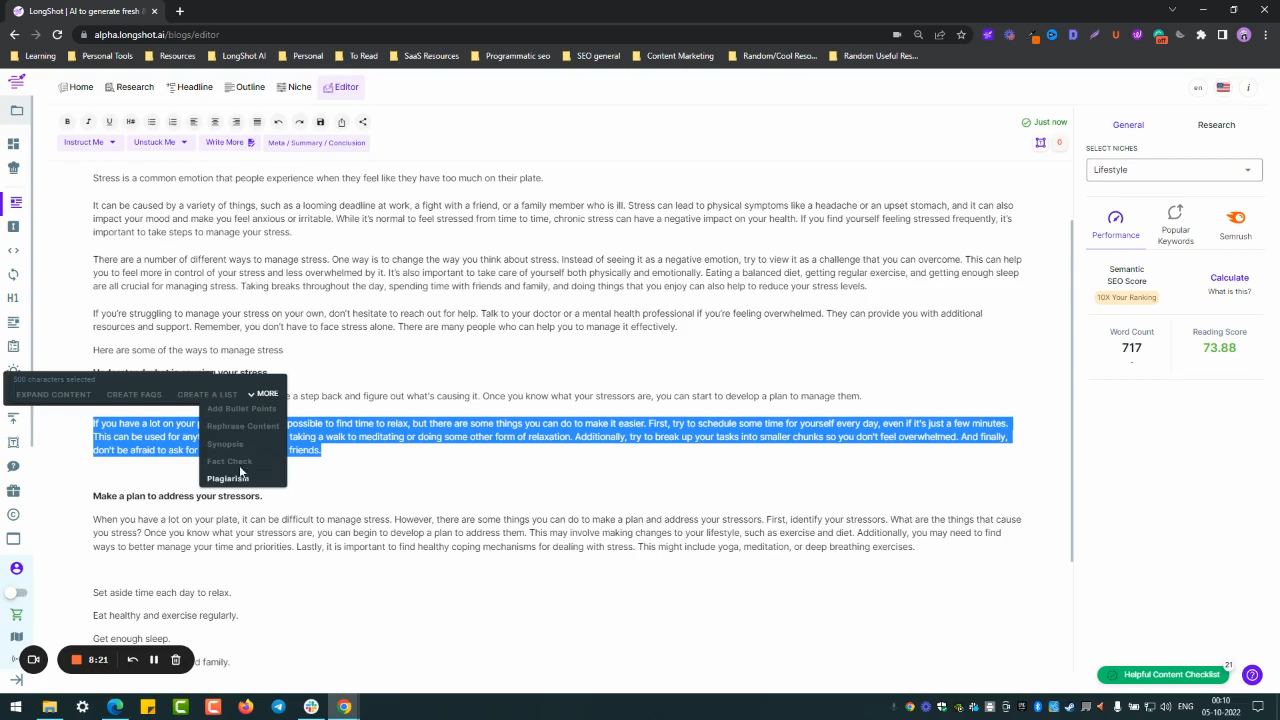 LongShot | AI to generate fresh &
alpha.longshot.ai/blogs/editor
Learning
Personal
Topics
Resources
LongShot AI
Personal
To Read
SaaS Resources
Programmatic seo
SEO general
Content Marketing
Random/Cool Reso...
Random Useful Res...
Home
Research
Headline
Outline
Niche
Editor
en
B I U H#
Just now
Instruct Me
Unstuck Me
Write More
Meta / Summary / Conclusion
0
General
Research
SELECT NICHES
Lifestyle
Performance
Popular
Keywords
Semrush
Semantic
SEO Score
10X Your Ranking
Calculate
What is this?
Word Count
717
-
Reading Score
73.88
Stress is a common emotion that people experience when they feel like they have too much on their plate.
It can be caused by a variety of things, such as a looming deadline at work, a fight with a friend, or a family member who is ill. Stress can lead to physical symptoms like a headache or an upset stomach, and it can also
impact your mood and make you feel anxious or irritable. While it's normal to feel stressed from time to time, chronic stress can have a negative impact on your health. If you find yourself feeling stressed frequently, it's
important to take steps to manage your stress.
There are a number of different ways to manage stress. One way is to change the way you think about stress. Instead of seeing it as a negative emotion, try to view it as a challenge that you can overcome. This can help
you to feel more in control of your stress and less overwhelmed by it. It's also important to take care of yourself both physically and emotionally. Eating a balanced diet, getting regular exercise, and getting enough sleep
are all crucial for managing stress. Taking breaks throughout the day, spending time with friends and family, and doing things that you enjoy can also help to reduce your stress levels.
If you're struggling to manage your stress on your own, don't hesitate to reach out for help. Talk to your doctor or a mental health professional if you're feeling overwhelmed. They can provide you with additional
resources and support. Remember, you don't have to face stress alone. There are many people who can help you to manage it effectively.
Here are some of the ways to manage stress
500 characters selected
EXPAND CONTENT
CREATE FAQS
CREATE A LIST
MORE
Add Bullet Points
Rephrase Content
Synopsis
Fact Check
Plagiarism
e a step back and figure out what's causing it. Once you know what your stressors are, you can start to develop a plan to manage them.
If you have a lot on your possible to find time to relax, but there are some things you can do to make it easier. First, try to schedule some time for yourself every day, even if it's just a few minutes.
This can be used for any taking a walk to meditating or doing some other form of relaxation. Additionally, try to break up your tasks into smaller chunks so you don't feel overwhelmed. And finally,
don't be afraid to ask for friends.
Make a plan to address your stressors.
When you have a lot on your plate, it can be difficult to manage stress. However, there are some things you can do to make a plan and address your stressors. First, identify your stressors. What are the things that cause
you stress? Once you know what your stressors are, you can begin to develop a plan to address them. This may involve making changes to your lifestyle, such as exercise and diet. Additionally, you may need to find
ways to better manage your time and priorities. Lastly, it is important to find healthy coping mechanisms for dealing with stress. This might include yoga, meditation, or deep breathing exercises.
Set aside time each day to relax.
Eat healthy and exercise regularly.
Get enough sleep.
d family.
8:21
Helpful Content Checklist
21
ENG
00:10
05-10-2022